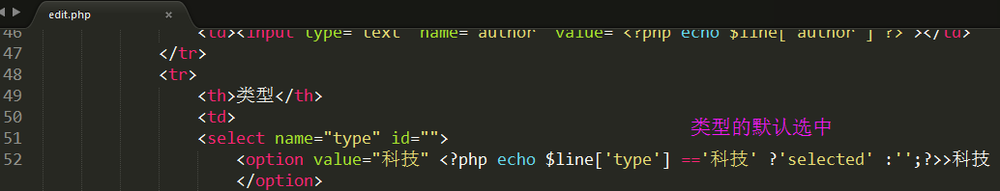 edit.php ×
46 <td><input type="text" name="author" value="<?php echo $line['author'] ?>"></td>
47 </tr>
48 <tr>
49 <th>类型</th>
50 <td>
类型的默认选中
51 <select name="type" id="">
52 <option value="科技" <?php echo $line['type'] =='科技' ?'selected' :'';?>>科技
</option>